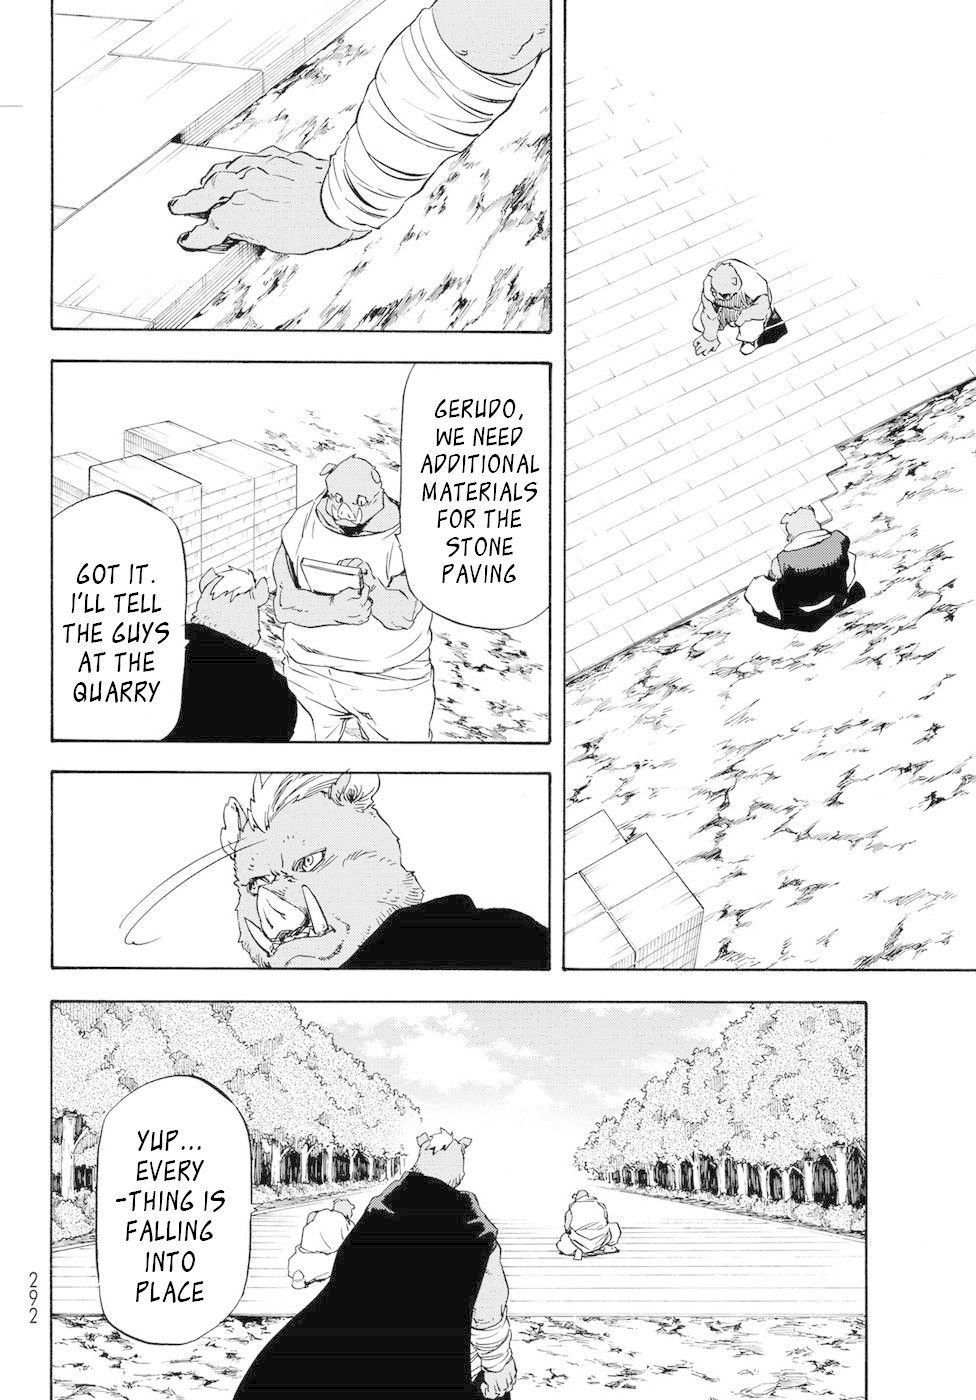 GERUDO,
WE NEED
ADDITIONAL
MATERIALS
FOR THE
STONE
PAVING
GOT IT.
I'LL TELL
THE GUYS
AT THE
QUARRY
YUP...
EVERY
-THING IS
FALLING
INTO
PLACE
292